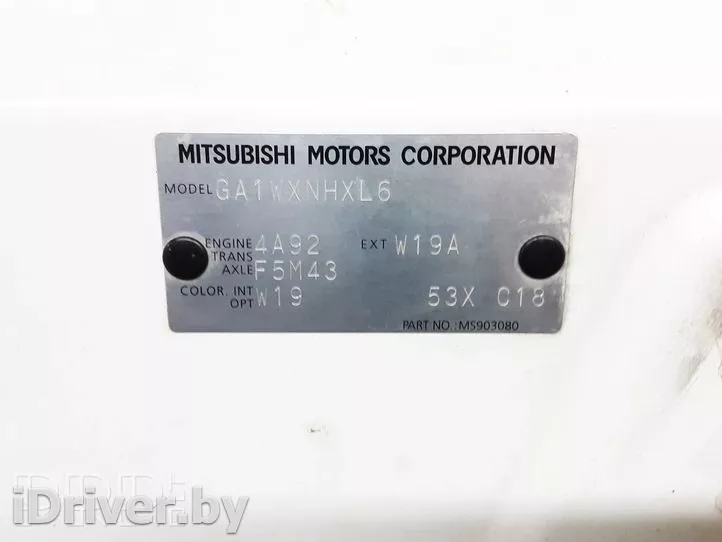 MITSUBISHI MOTORS CORPORATION
MODEL GA1WXNHXL6
ENGINE 4A92 EXT W19A
TRANS
AXLE F5M43
COLOR. INT
OPT W19 53X C18
PART NO.: MS903080
iDriver.by